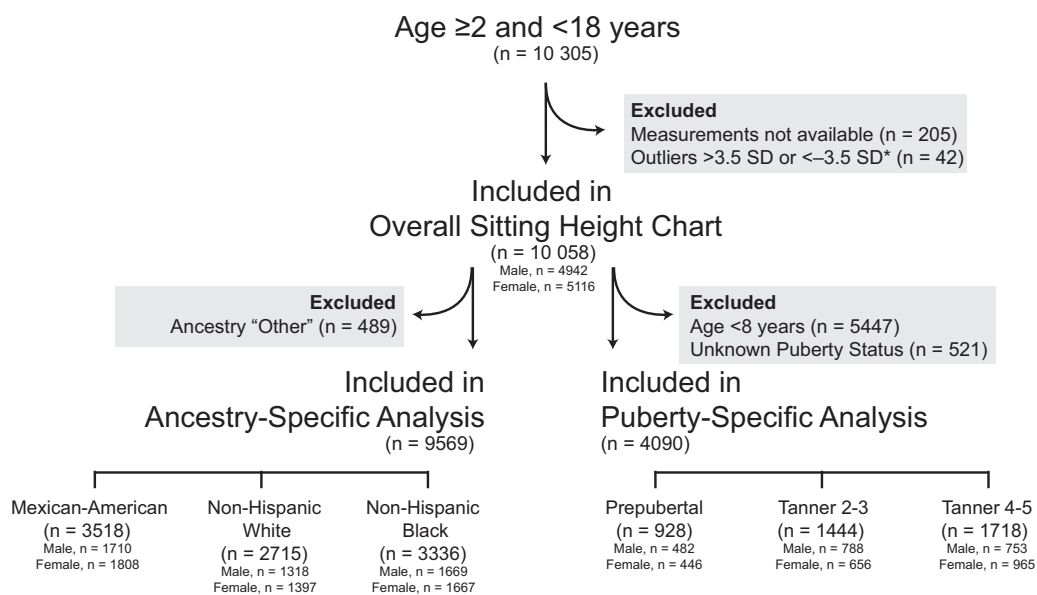 Age ≥2 and <18 years
(n = 10 305)
Excluded
Measurements not available (n = 205)
Outliers >3.5 SD or <–3.5 SD* (n = 42)
Included in
Overall Sitting Height Chart
(n = 10 058)
Male, n = 4942
Female, n = 5116
Excluded
Ancestry “Other” (n = 489)
Excluded
Age <8 years (n = 5447)
Unknown Puberty Status (n = 521)
Included in
Ancestry-Specific Analysis
(n = 9569)
Included in
Puberty-Specific Analysis
(n = 4090)
Mexican-American
(n = 3518)
Male, n = 1710
Female, n = 1808
Non-Hispanic
White
(n = 2715)
Male, n = 1318
Female, n = 1397
Non-Hispanic
Black
(n = 3336)
Male, n = 1669
Female, n = 1667
Prepubertal
(n = 928)
Male, n = 482
Female, n = 446
Tanner 2-3
(n = 1444)
Male, n = 788
Female, n = 656
Tanner 4-5
(n = 1718)
Male, n = 753
Female, n = 965